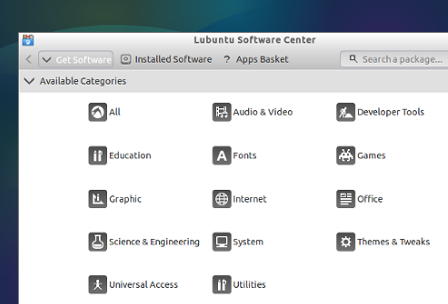 Lubuntu Software Center
Get Software Installed Software ? Apps Basket Search a package...
Available Categories
All Audio & Video Developer Tools
Education Fonts Games
Graphic Internet Office
Science & Engineering System Themes & Tweaks
Universal Access Utilities